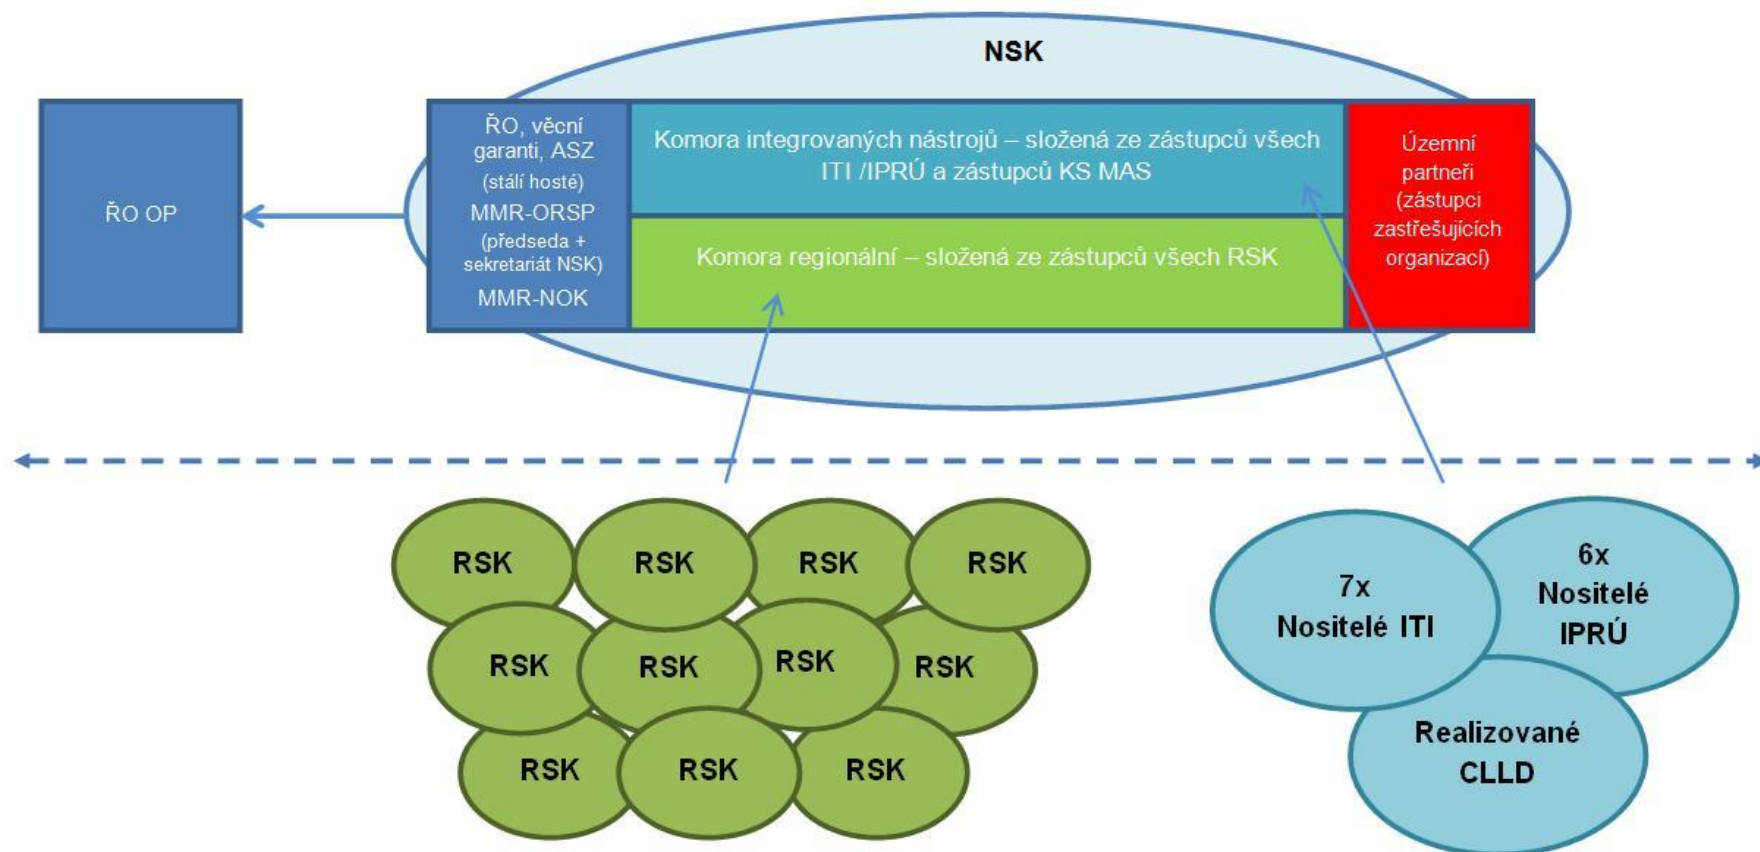 NSK
ŘO OP
ŘO, věcní
garanti, ASZ
(stálí hosté)
MMR-ORSP
(předseda +
sekretariát NSK)
MMR-NOK
Komora integrovaných nástrojů – složená ze zástupců všech
ITI /IPRÚ a zástupců KS MAS
Komora regionální – složená ze zástupců všech RSK
Územní
partneři
(zástupci
zastřešujících
organizací)
RSK
RSK
RSK
RSK
RSK
RSK
RSK
RSK
RSK
RSK
RSK
7x
Nositelé ITI
6x
Nositelé
IPRÚ
Realizované
CLLD